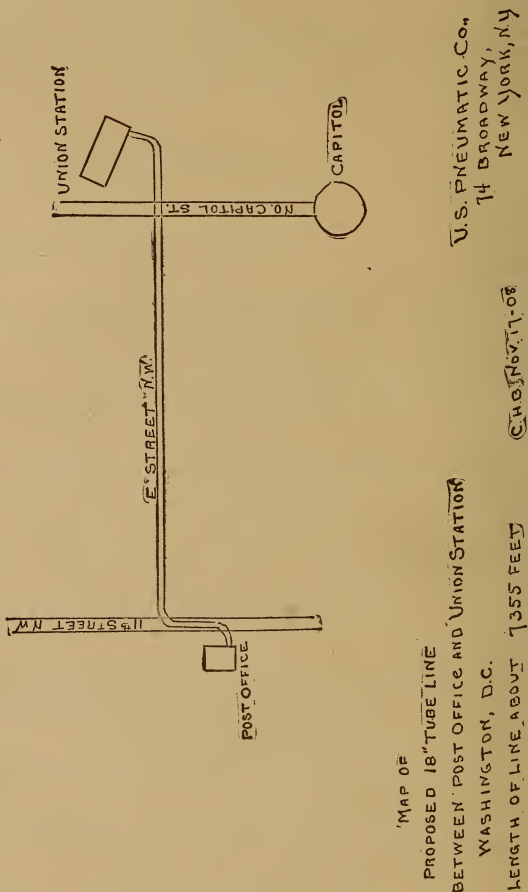 UNION STATION
NO. CAPITOL ST.
CAPITOL
"E" STREET N.W.
11TH STREET N W
POST OFFICE
MAP OF
PROPOSED 18" TUBE LINE
BETWEEN POST OFFICE AND UNION STATION
WASHINGTON, D.C.
LENGTH OF LINE ABOUT 7355 FEET
C.H.B. NOV. 17-08
U.S. PNEUMATIC CO.,
74 BROADWAY,
NEW YORK, N.Y